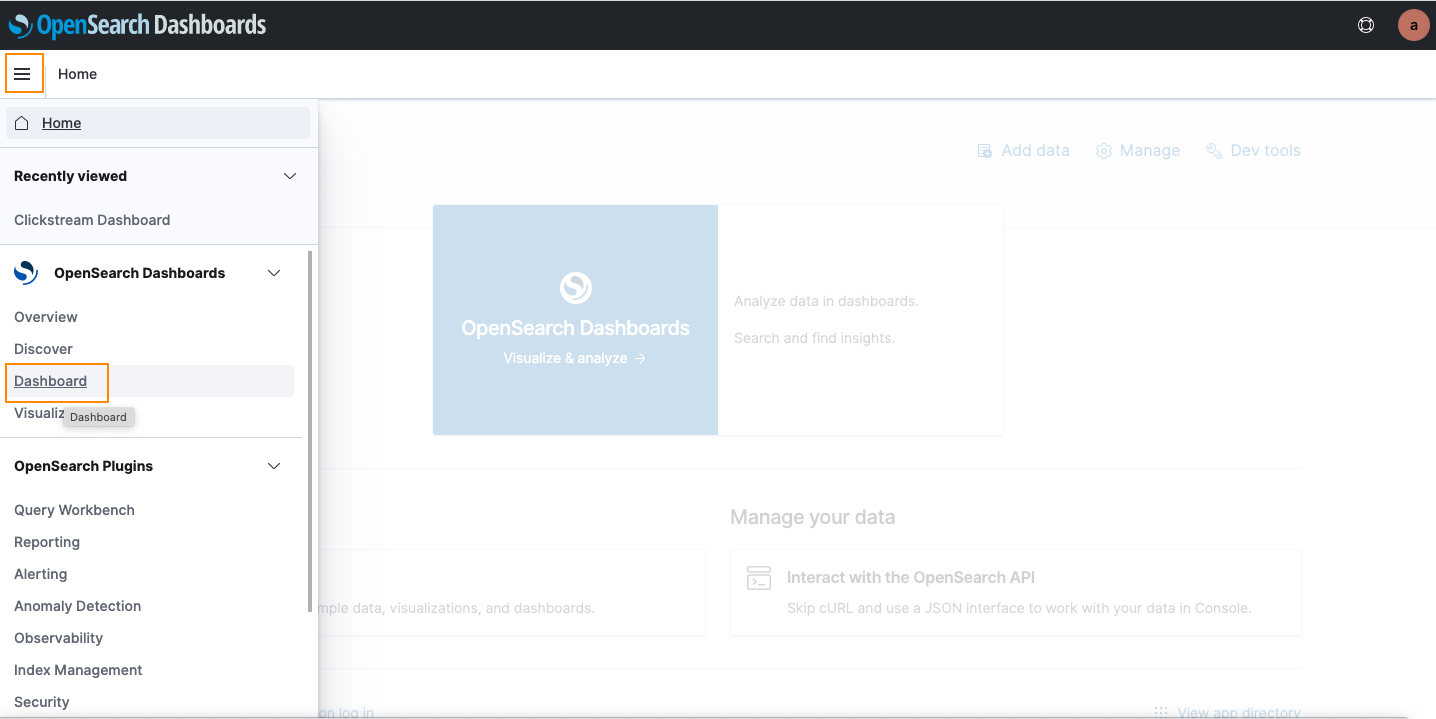 OpenSearch Dashboards
a
Home
Home
Recently viewed
Clickstream Dashboard
OpenSearch Dashboards
Overview
Discover
Dashboard
Dashboard
OpenSearch Plugins
Query Workbench
Reporting
Alerting
Anomaly Detection
Observability
Index Management
Security
Add data
Manage
Dev tools
OpenSearch Dashboards
Visualize & analyze
Analyze data in dashboards.
Search and find insights.
data, visualizations, and dashboards.
Manage your data
Interact with the OpenSearch API
Skip cURL and use a JSON interface to work with your data in Console.
on log in
View app directory